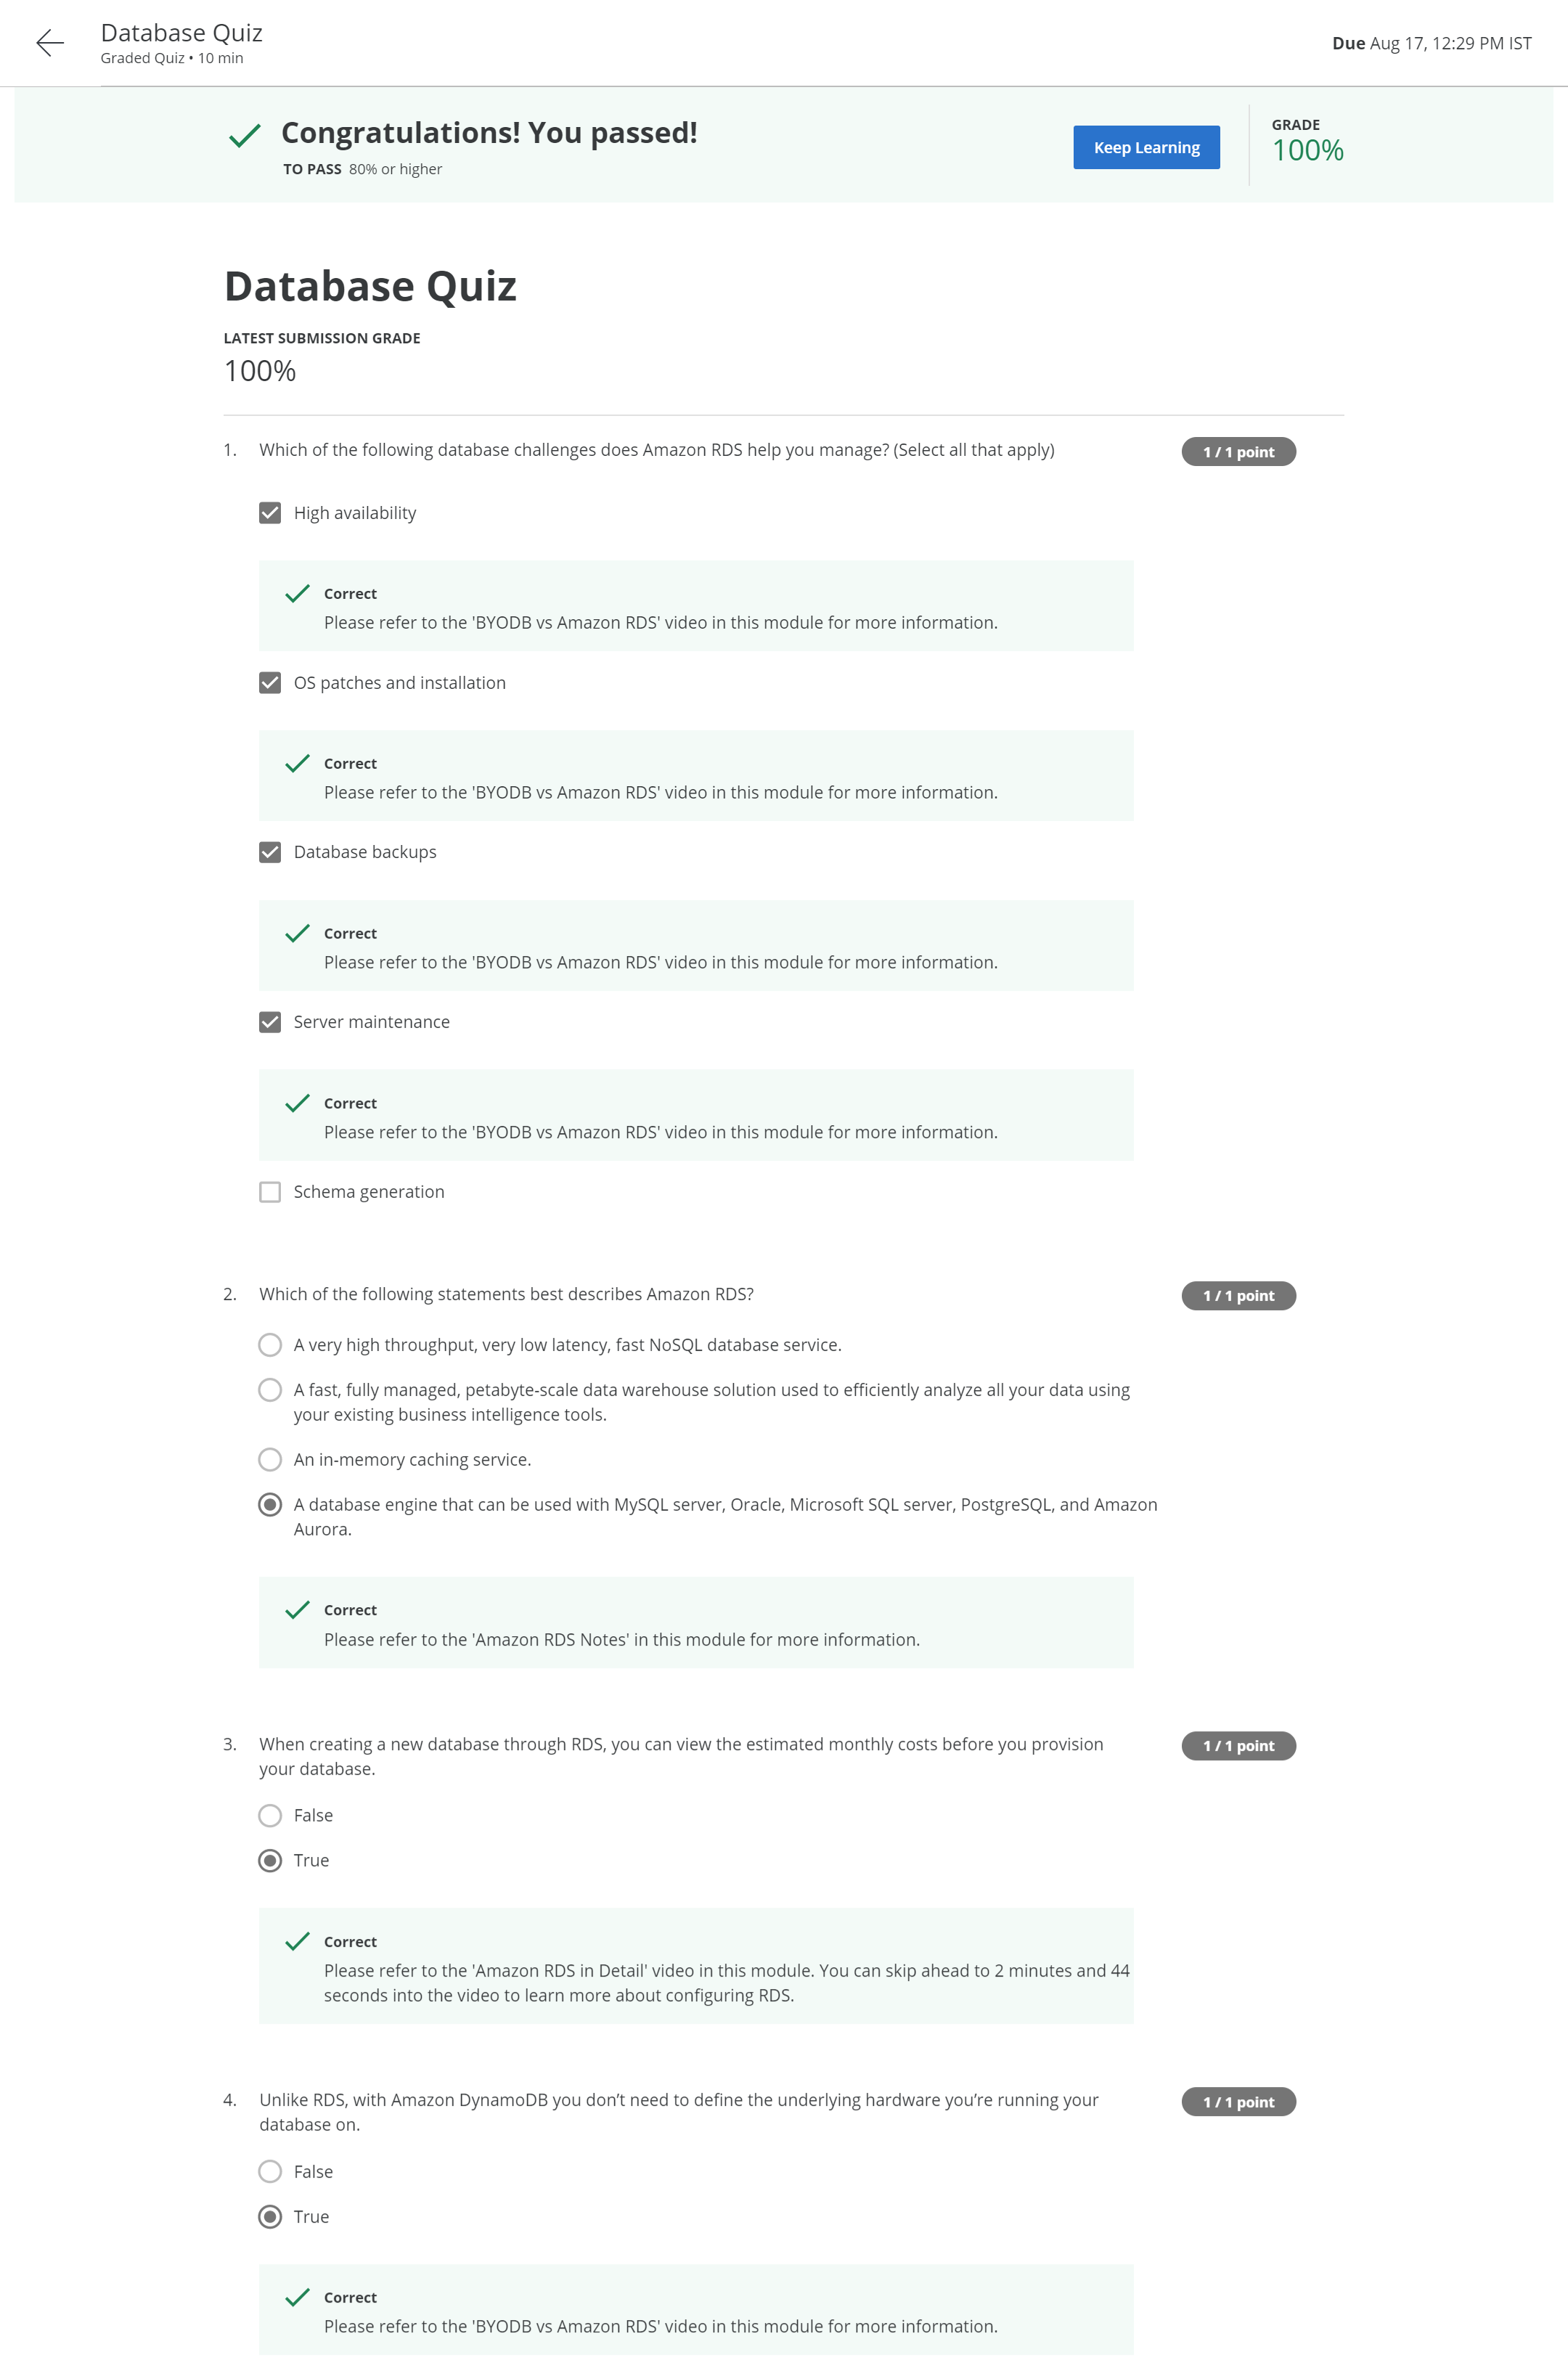 Database Quiz
Graded Quiz • 10 min
Due Aug 17, 12:29 PM IST
Congratulations! You passed!
TO PASS 80% or higher
Keep Learning
GRADE
100%
Database Quiz
LATEST SUBMISSION GRADE
100%
1. Which of the following database challenges does Amazon RDS help you manage? (Select all that apply)
1 / 1 point
High availability
Correct
Please refer to the 'BYODB vs Amazon RDS' video in this module for more information.
OS patches and installation
Correct
Please refer to the 'BYODB vs Amazon RDS' video in this module for more information.
Database backups
Correct
Please refer to the 'BYODB vs Amazon RDS' video in this module for more information.
Server maintenance
Correct
Please refer to the 'BYODB vs Amazon RDS' video in this module for more information.
Schema generation
2. Which of the following statements best describes Amazon RDS?
1 / 1 point
A very high throughput, very low latency, fast NoSQL database service.
A fast, fully managed, petabyte-scale data warehouse solution used to efficiently analyze all your data using
your existing business intelligence tools.
An in-memory caching service.
A database engine that can be used with MySQL server, Oracle, Microsoft SQL server, PostgreSQL, and Amazon
Aurora.
Correct
Please refer to the 'Amazon RDS Notes' in this module for more information.
3. When creating a new database through RDS, you can view the estimated monthly costs before you provision
your database.
1 / 1 point
False
True
Correct
Please refer to the 'Amazon RDS in Detail' video in this module. You can skip ahead to 2 minutes and 44
seconds into the video to learn more about configuring RDS.
4. Unlike RDS, with Amazon DynamoDB you don’t need to define the underlying hardware you’re running your
database on.
1 / 1 point
False
True
Correct
Please refer to the 'BYODB vs Amazon RDS' video in this module for more information.